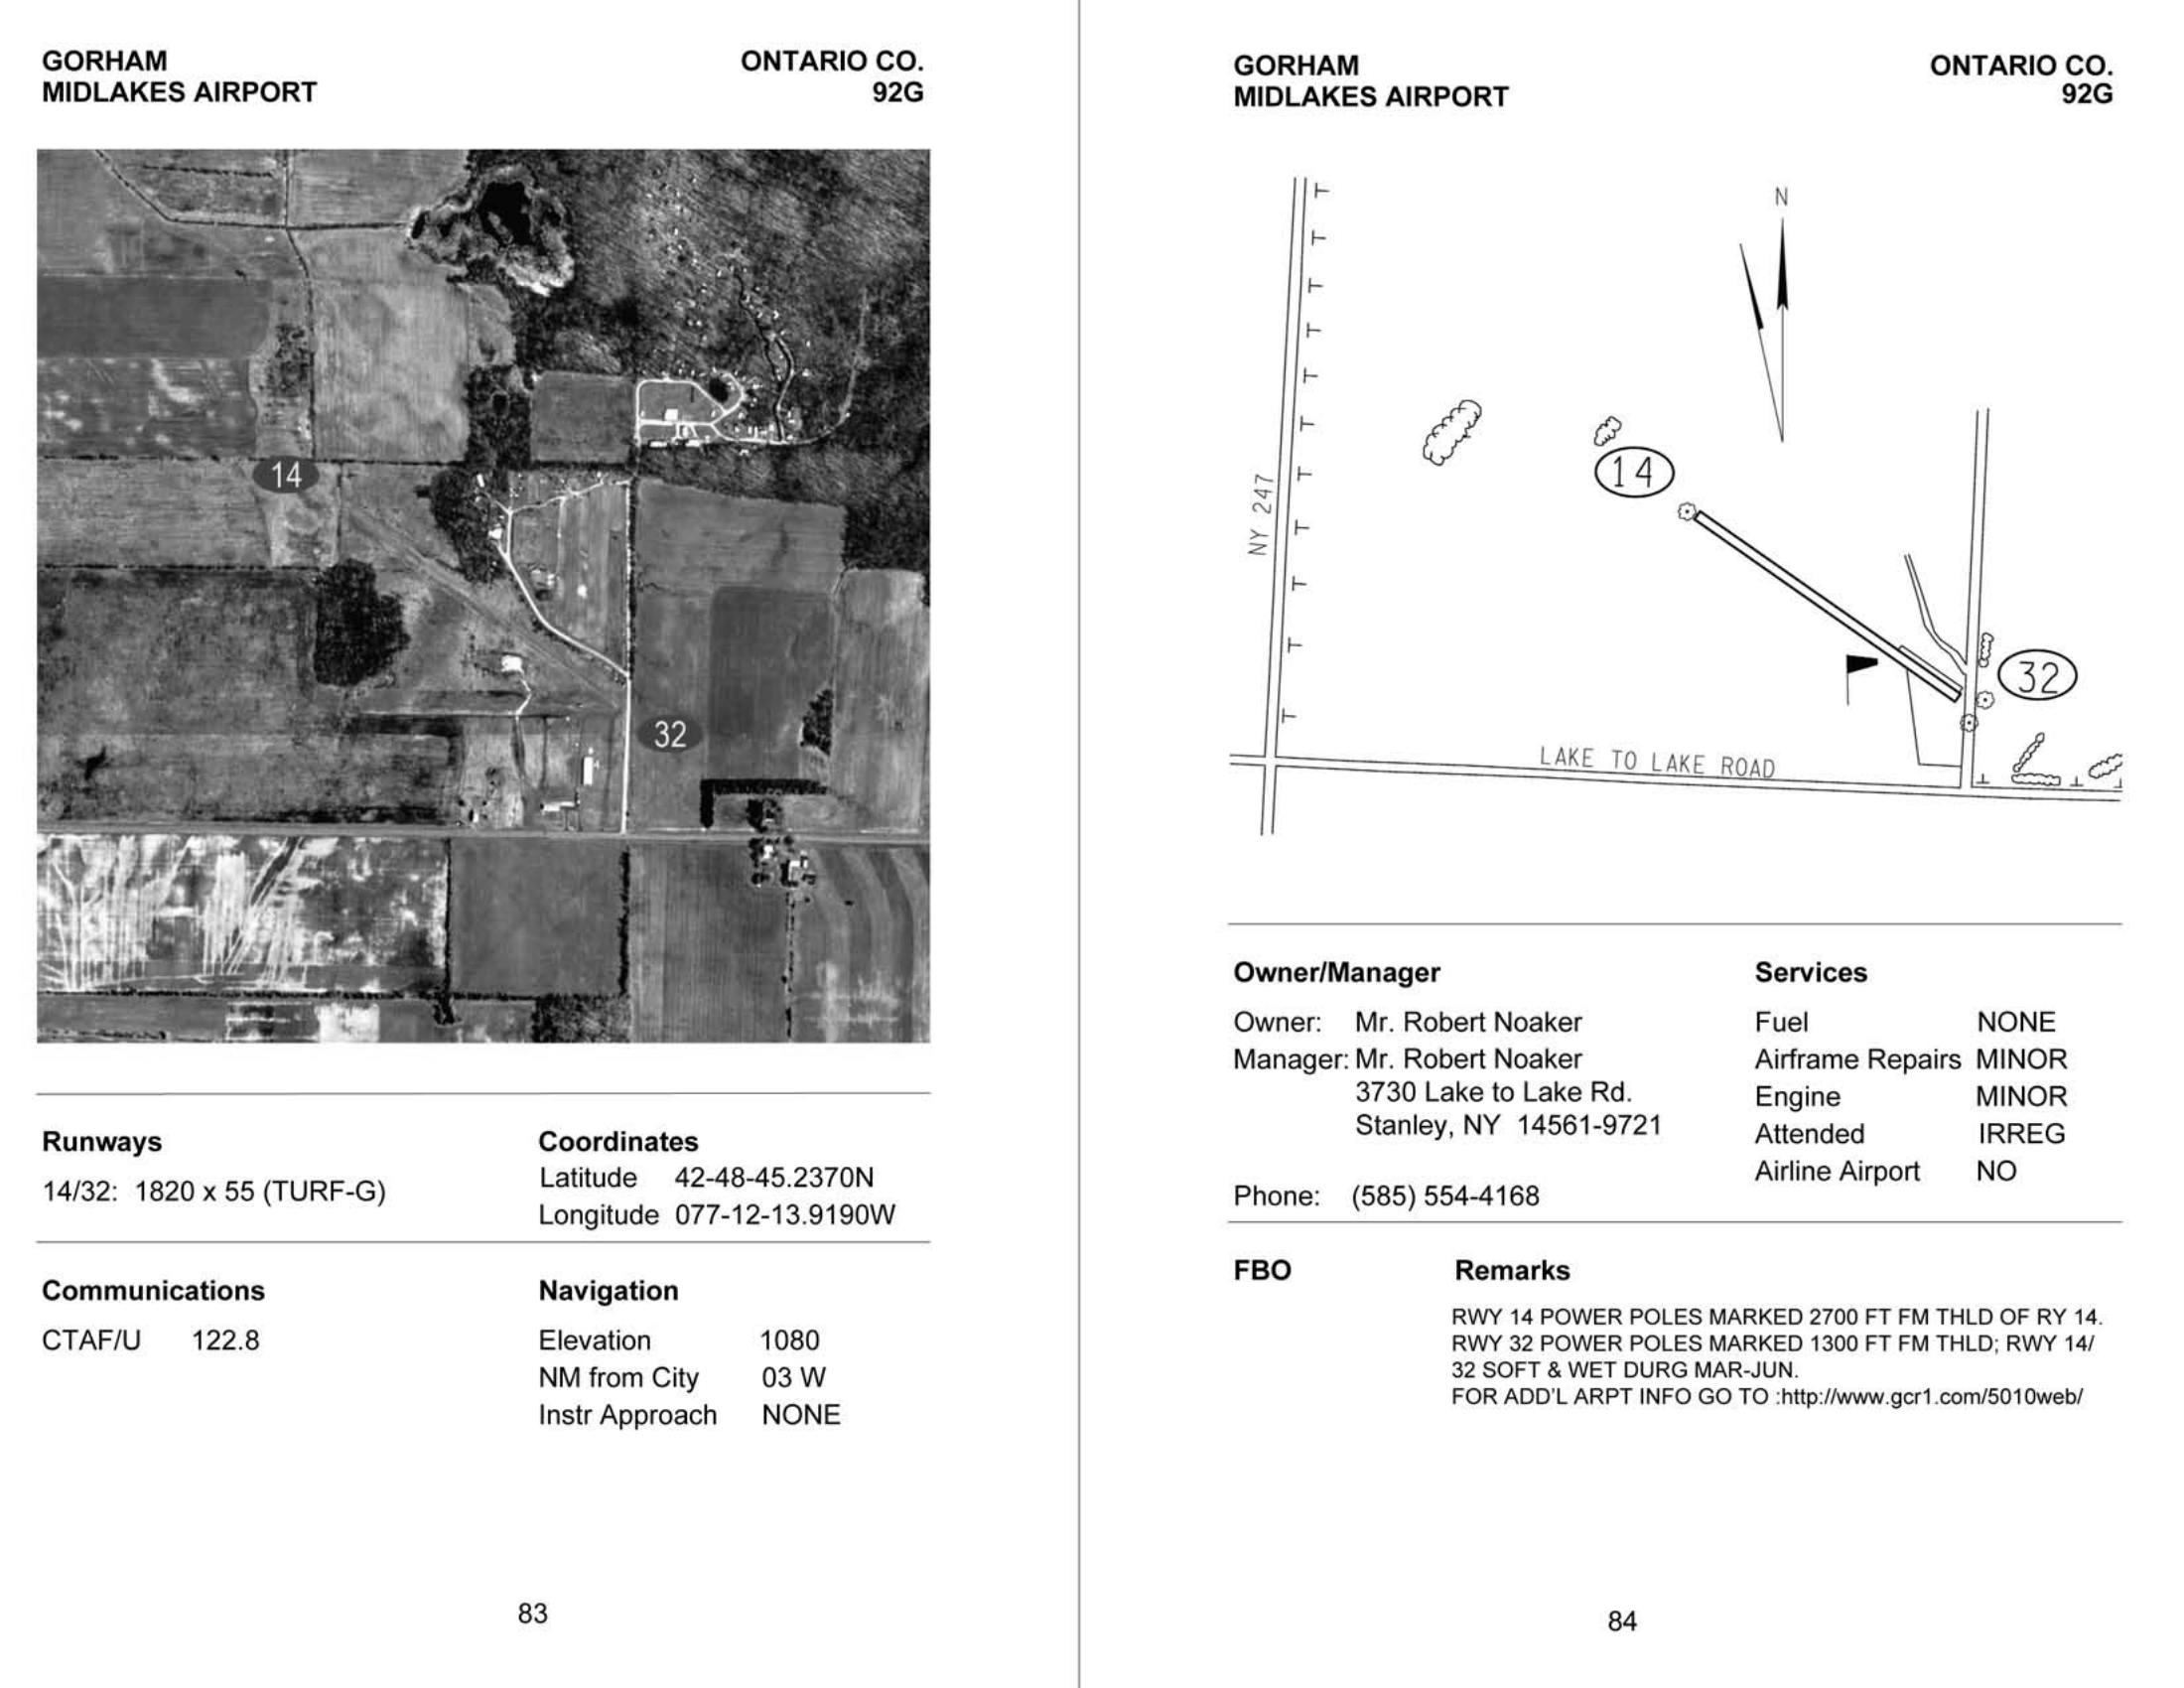 GORHAM
MIDLAKES AIRPORT
ONTARIO CO.
92G
14
32
Runways
14/32: 1820 x 55 (TURF-G)
Coordinates
Latitude 42-48-45.2370N
Longitude 077-12-13.9190W
Communications
CTAF/U 122.8
Navigation
Elevation 1080
NM from City 03 W
Instr Approach NONE
83
GORHAM
MIDLAKES AIRPORT
ONTARIO CO.
92G
N
14
NY 247
32
LAKE TO LAKE ROAD
Owner/Manager
Owner: Mr. Robert Noaker
Manager: Mr. Robert Noaker
3730 Lake to Lake Rd.
Stanley, NY 14561-9721
Phone: (585) 554-4168
Services
Fuel NONE
Airframe Repairs MINOR
Engine MINOR
Attended IRREG
Airline Airport NO
FBO
Remarks
RWY 14 POWER POLES MARKED 2700 FT FM THLD OF RY 14.
RWY 32 POWER POLES MARKED 1300 FT FM THLD; RWY 14/
32 SOFT & WET DURG MAR-JUN.
FOR ADD'L ARPT INFO GO TO :http://www.gcr1.com/5010web/
84